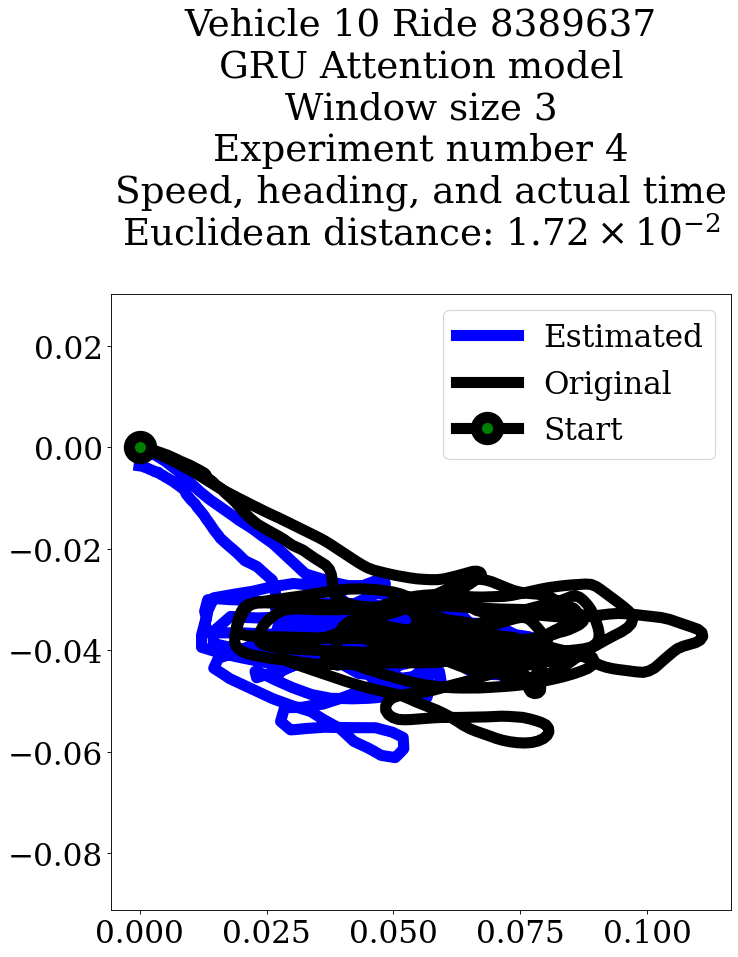 Vehicle 10 Ride 8389637
GRU Attention model
Window size 3
Experiment number 4
Speed, heading, and actual time
Euclidean distance: 1.72 × 10⁻²
Estimated
Original
Start
0.02
0.00
−0.02
−0.04
−0.06
−0.08
0.000 0.025 0.050 0.075 0.100